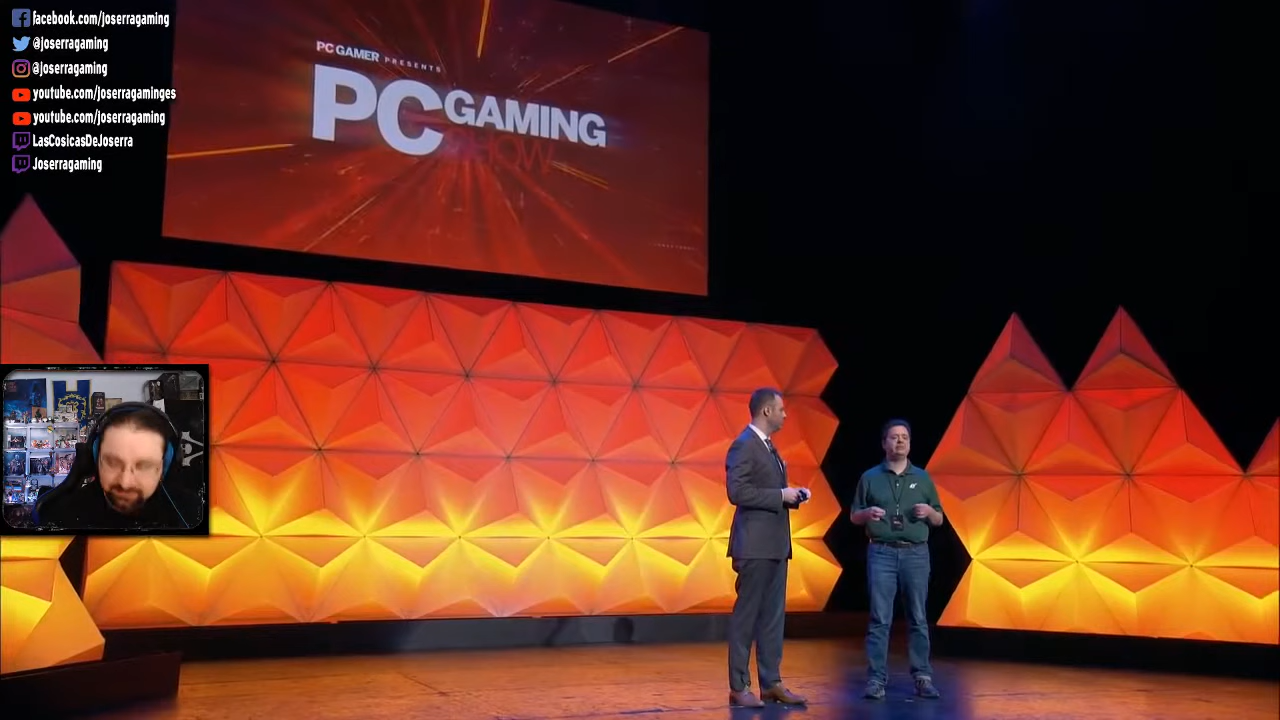 facebook.com/joserragaming
@joserragaming
@joserragaming
youtube.com/joserragaminges
youtube.com/joserragaming
LasCosicasDeJoserra
Joserragaming
PC GAMER PRESENTS
PC GAMING
SHOW